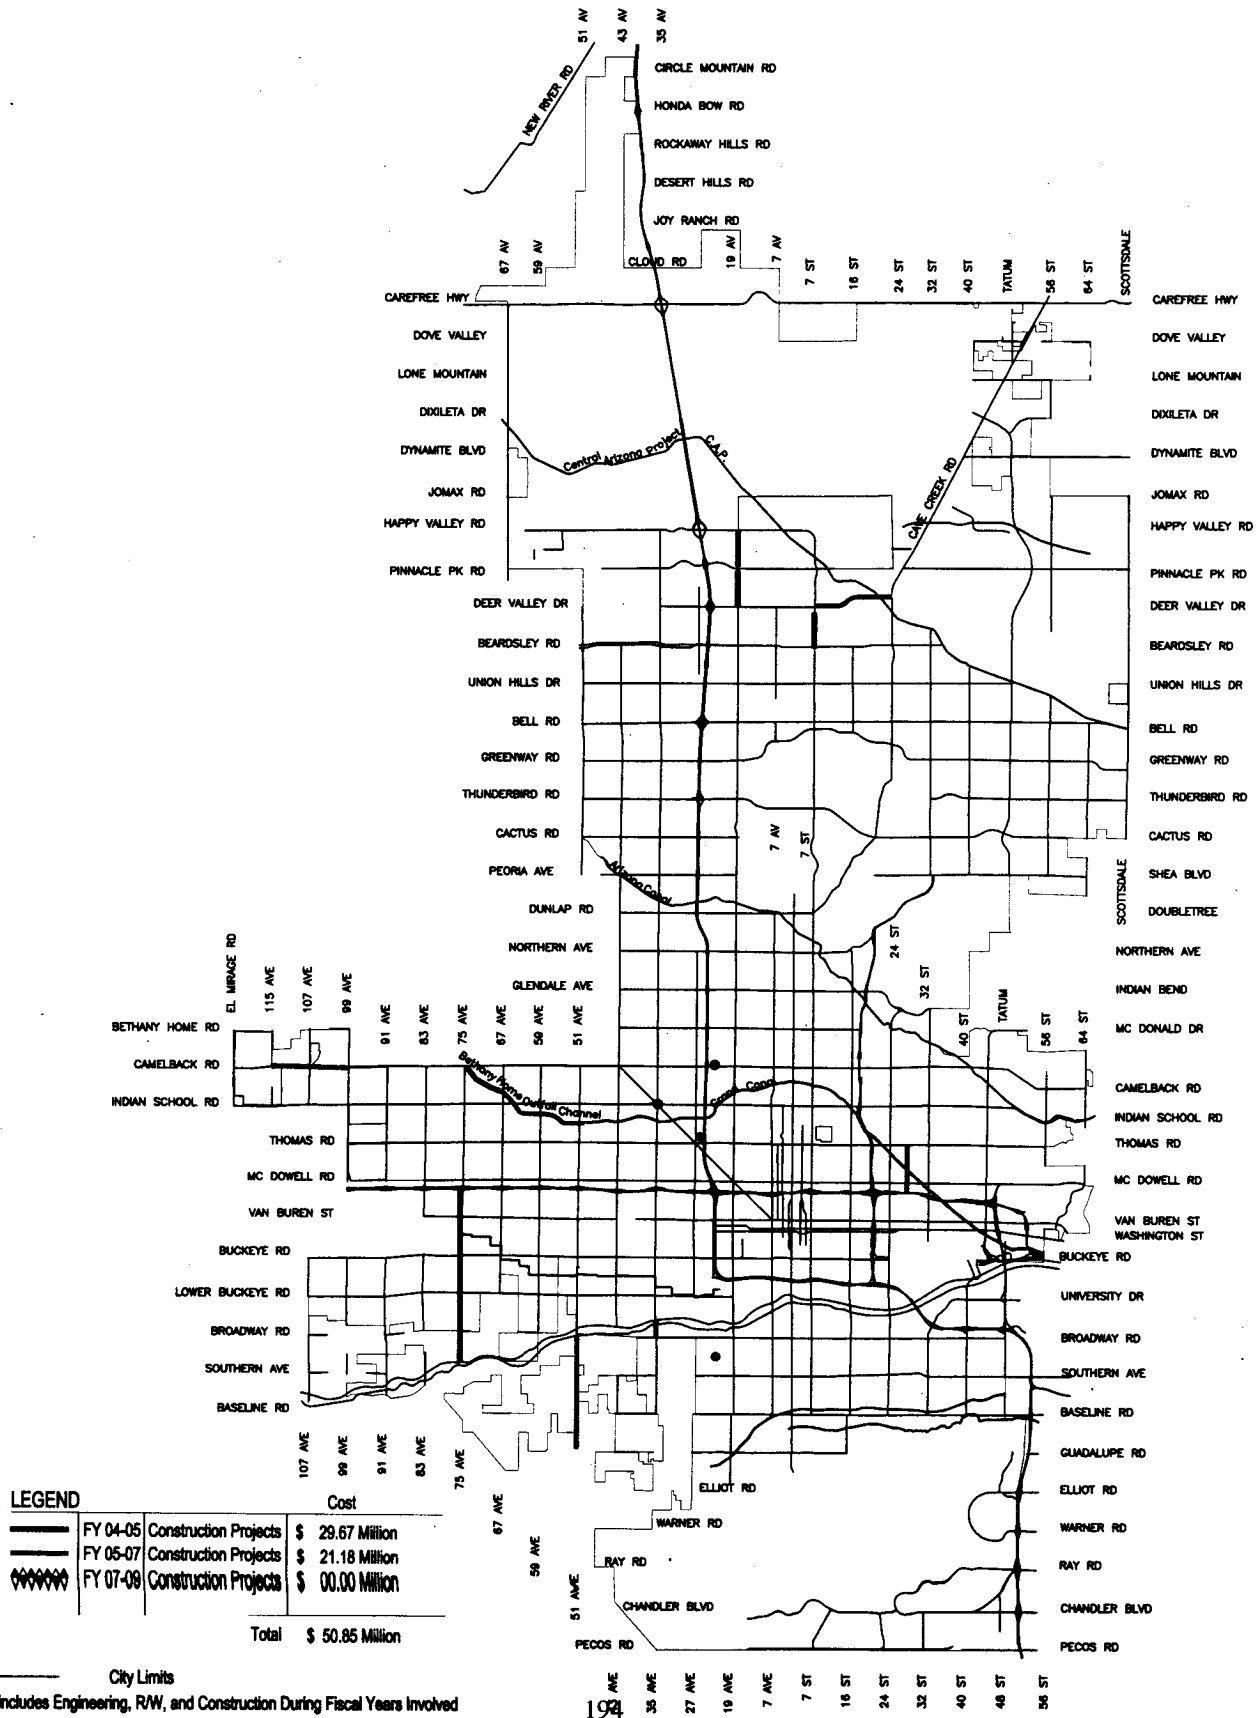 51 AV
43 AV
35 AV
CIRCLE MOUNTAIN RD
NEW RIVER RD
HONDA BOW RD
ROCKAWAY HILLS RD
DESERT HILLS RD
JOY RANCH RD
67 AV
59 AV
CLOUD RD
19 AV
7 AV
7 ST
16 ST
24 ST
32 ST
40 ST
TATUM
56 ST
64 ST
SCOTTSDALE
CAREFREE HWY
CAREFREE HWY
DOVE VALLEY
DOVE VALLEY
LONE MOUNTAIN
LONE MOUNTAIN
DIXILETA DR
DIXILETA DR
Central Arizona Project
C.A.P.
DYNAMITE BLVD
DYNAMITE BLVD
CAVE CREEK RD
JOMAX RD
JOMAX RD
HAPPY VALLEY RD
HAPPY VALLEY RD
PINNACLE PK RD
PINNACLE PK RD
DEER VALLEY DR
DEER VALLEY DR
BEARDSLEY RD
BEARDSLEY RD
UNION HILLS DR
UNION HILLS DR
BELL RD
BELL RD
GREENWAY RD
GREENWAY RD
THUNDERBIRD RD
THUNDERBIRD RD
CACTUS RD
7 AV
7 ST
CACTUS RD
PEORIA AVE
Arizona Canal
SHEA BLVD
SCOTTSDALE
DUNLAP RD
DOUBLETREE
NORTHERN AVE
24 ST
NORTHERN AVE
GLENDALE AVE
32 ST
INDIAN BEND
EL MIRAGE RD
115 AVE
107 AVE
99 AVE
91 AVE
83 AVE
75 AVE
67 AVE
59 AVE
51 AVE
40 ST
TATUM
56 ST
64 ST
BETHANY HOME RD
MC DONALD DR
CAMELBACK RD
Bethany Home Outfall Channel
Grand Canal
CAMELBACK RD
INDIAN SCHOOL RD
INDIAN SCHOOL RD
THOMAS RD
THOMAS RD
MC DOWELL RD
MC DOWELL RD
VAN BUREN ST
VAN BUREN ST
WASHINGTON ST
BUCKEYE RD
BUCKEYE RD
LOWER BUCKEYE RD
UNIVERSITY DR
BROADWAY RD
BROADWAY RD
SOUTHERN AVE
SOUTHERN AVE
BASELINE RD
BASELINE RD
107 AVE
99 AVE
91 AVE
83 AVE
75 AVE
67 AVE
59 AVE
GUADALUPE RD
ELLIOT RD
ELLIOT RD
WARNER RD
WARNER RD
RAY RD
RAY RD
51 AVE
CHANDLER BLVD
CHANDLER BLVD
PECOS RD
PECOS RD
35 AVE
27 AVE
19 AVE
7 AVE
7 ST
16 ST
24 ST
32 ST
40 ST
48 ST
56 ST
LEGEND
Cost
FY 04-05 Construction Projects $ 29.67 Million
FY 05-07 Construction Projects $ 21.18 Million
FY 07-09 Construction Projects $ 00.00 Million
Total $ 50.85 Million
City Limits
includes Engineering, R/W, and Construction During Fiscal Years Involved
194